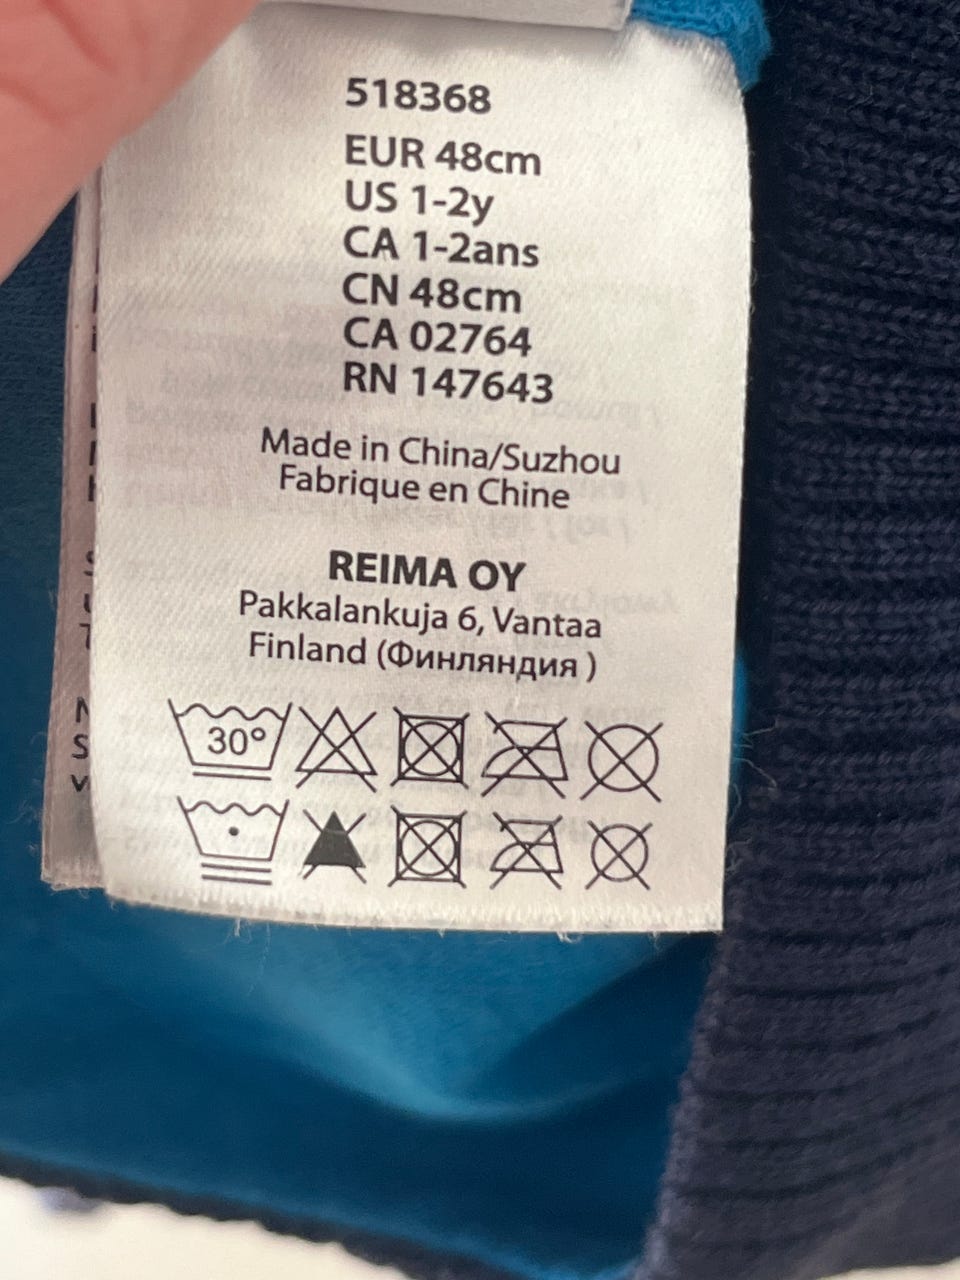 518368
EUR 48cm
US 1-2y
CA 1-2ans
CN 48cm
CA 02764
RN 147643
Made in China/Suzhou
Fabrique en Chine
REIMA OY
Pakkalankuja 6, Vantaa
Finland (Финляндия )
30°